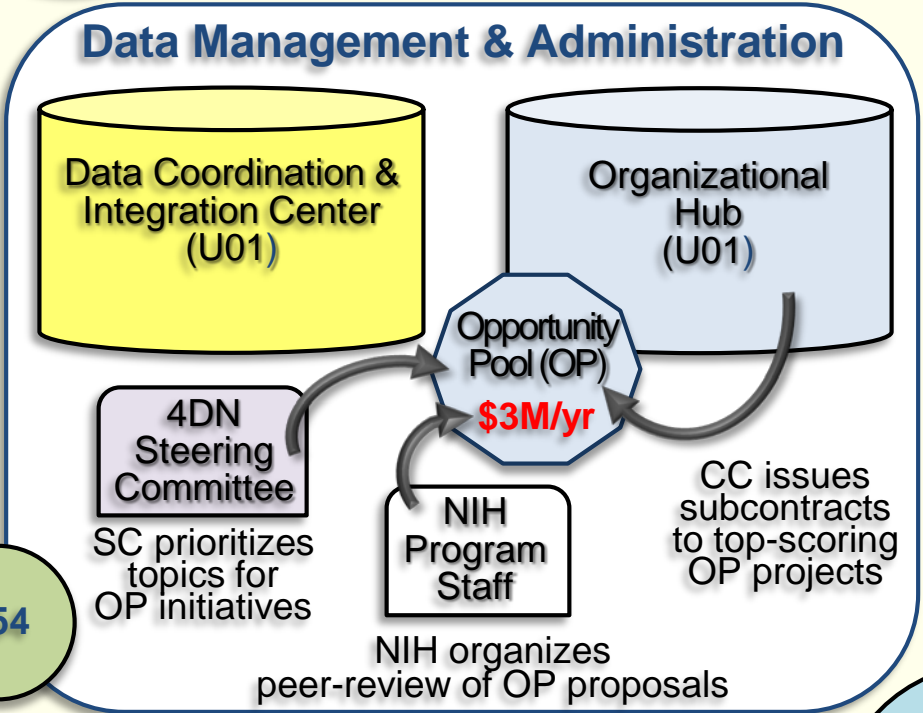 Data Management & Administration
Data Coordination &
Integration Center
(U01)
Organizational
Hub
(U01)
Opportunity
Pool (OP)
$3M/yr
4DN
Steering
Committee
SC prioritizes
topics for
OP initiatives
NIH
Program
Staff
NIH organizes
peer-review of OP proposals
CC issues
subcontracts
to top-scoring
OP projects
54